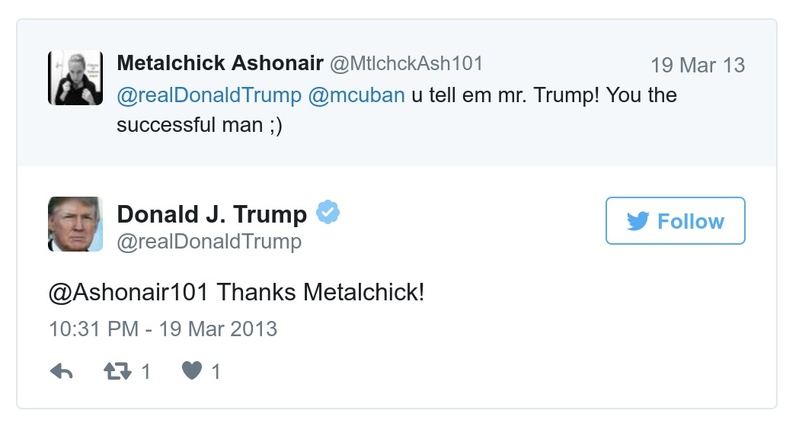 Metalchick Ashonair @MtlchckAsh101 19 Mar 13
@realDonaldTrump @mcuban u tell em mr. Trump! You the
successful man ;)
Donald J. Trump
Follow
@realDonaldTrump
@Ashonair101 Thanks Metalchick!
10:31 PM - 19 Mar 2013
1 1